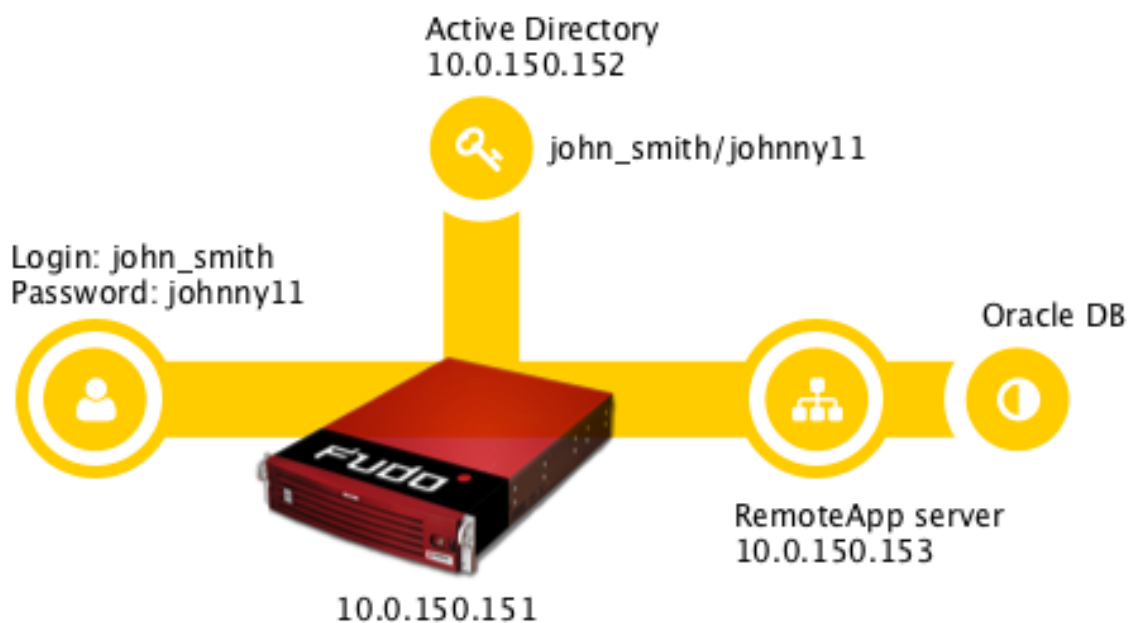 Active Directory
10.0.150.152
john_smith/johnny11
Login: john_smith
Password: johnny11
Oracle DB
FUDO
RemoteApp server
10.0.150.153
10.0.150.151